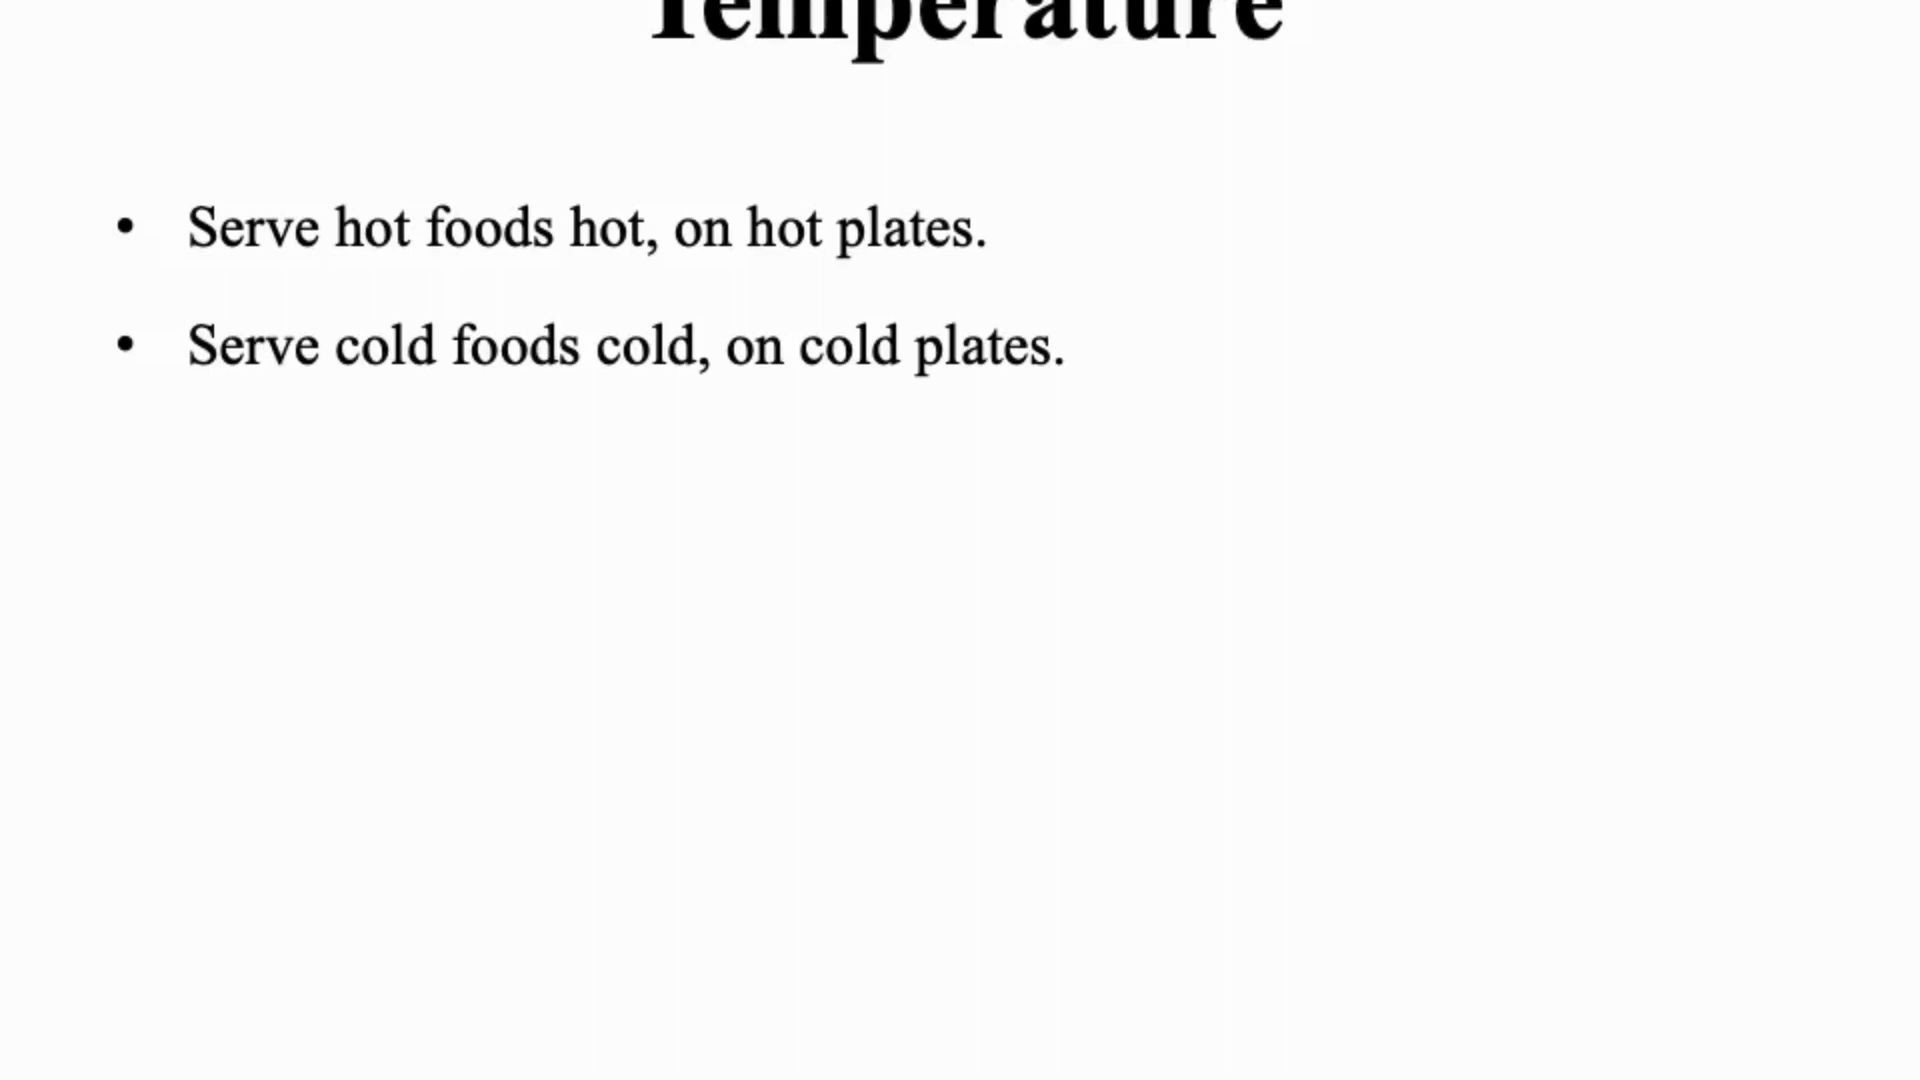 Temperature
• Serve hot foods hot, on hot plates.
• Serve cold foods cold, on cold plates.